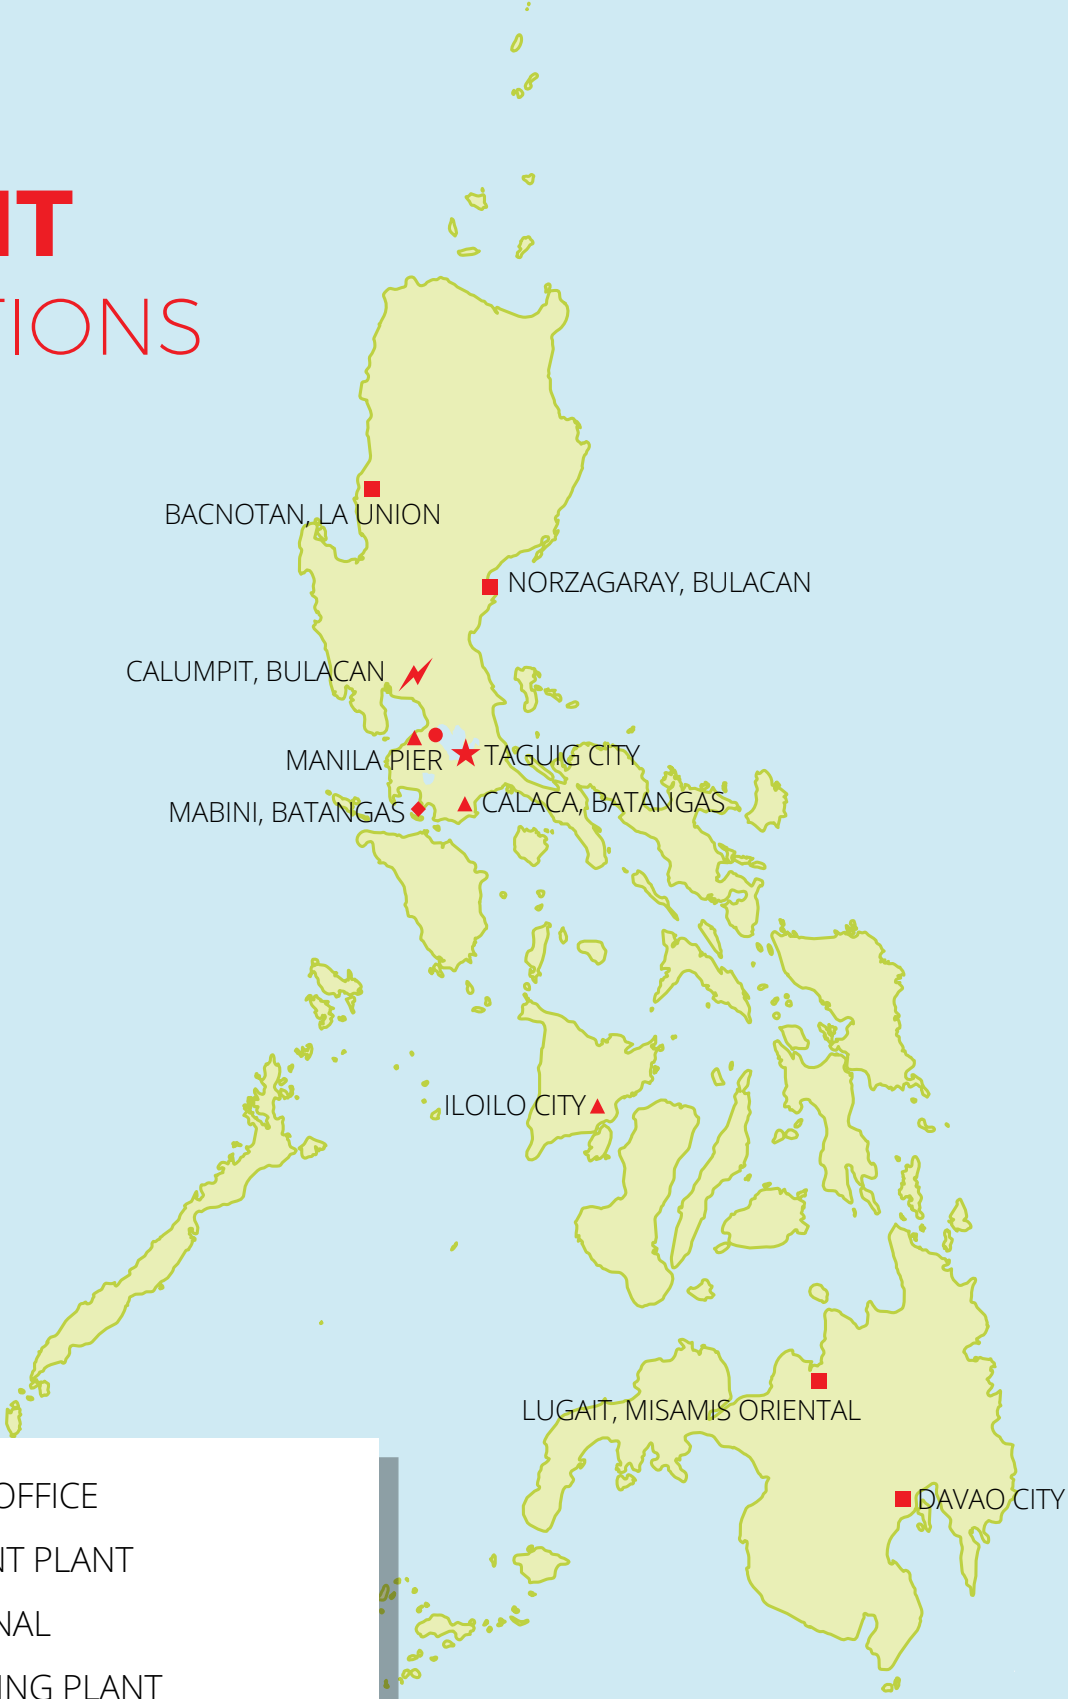 IT
TIONS
BACNOTAN, LA UNION
NORZAGARAY, BULACAN
CALUMPIT, BULACAN
MANILA PIER
TAGUIG CITY
MABINI, BATANGAS
CALACA, BATANGAS
ILOILO CITY
LUGAIT, MISAMIS ORIENTAL
DAVAO CITY
OFFICE
NT PLANT
NAL
ING PLANT